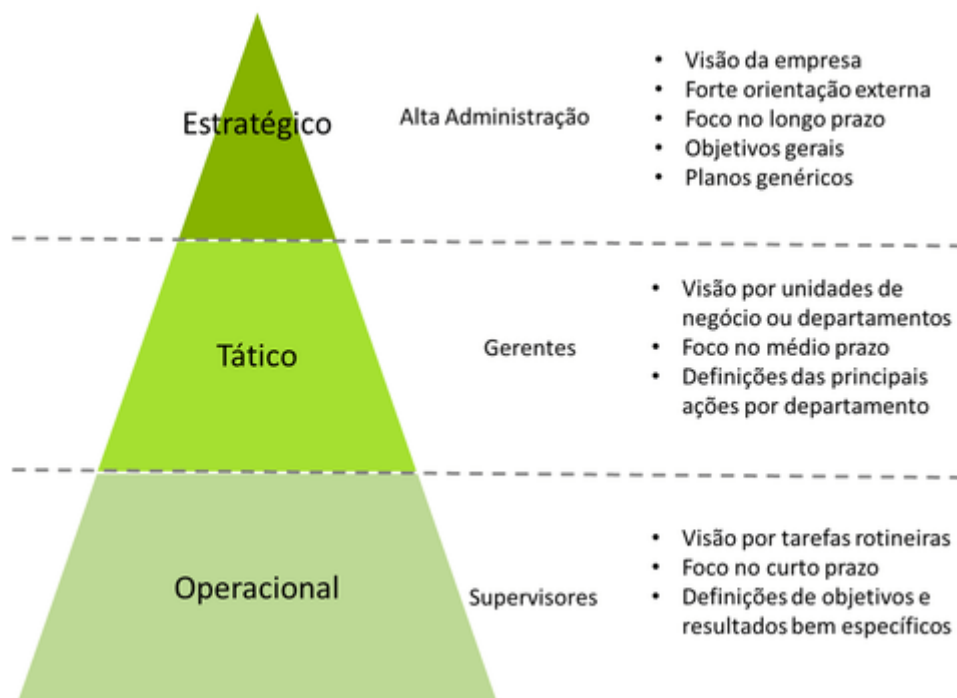 Estratégico
Alta Administração
• Visão da empresa
• Forte orientação externa
• Foco no longo prazo
• Objetivos gerais
• Planos genéricos
Tático
Gerentes
• Visão por unidades de
negócio ou departamentos
• Foco no médio prazo
• Definições das principais
ações por departamento
Operacional
Supervisores
• Visão por tarefas rotineiras
• Foco no curto prazo
• Definições de objetivos e
resultados bem específicos